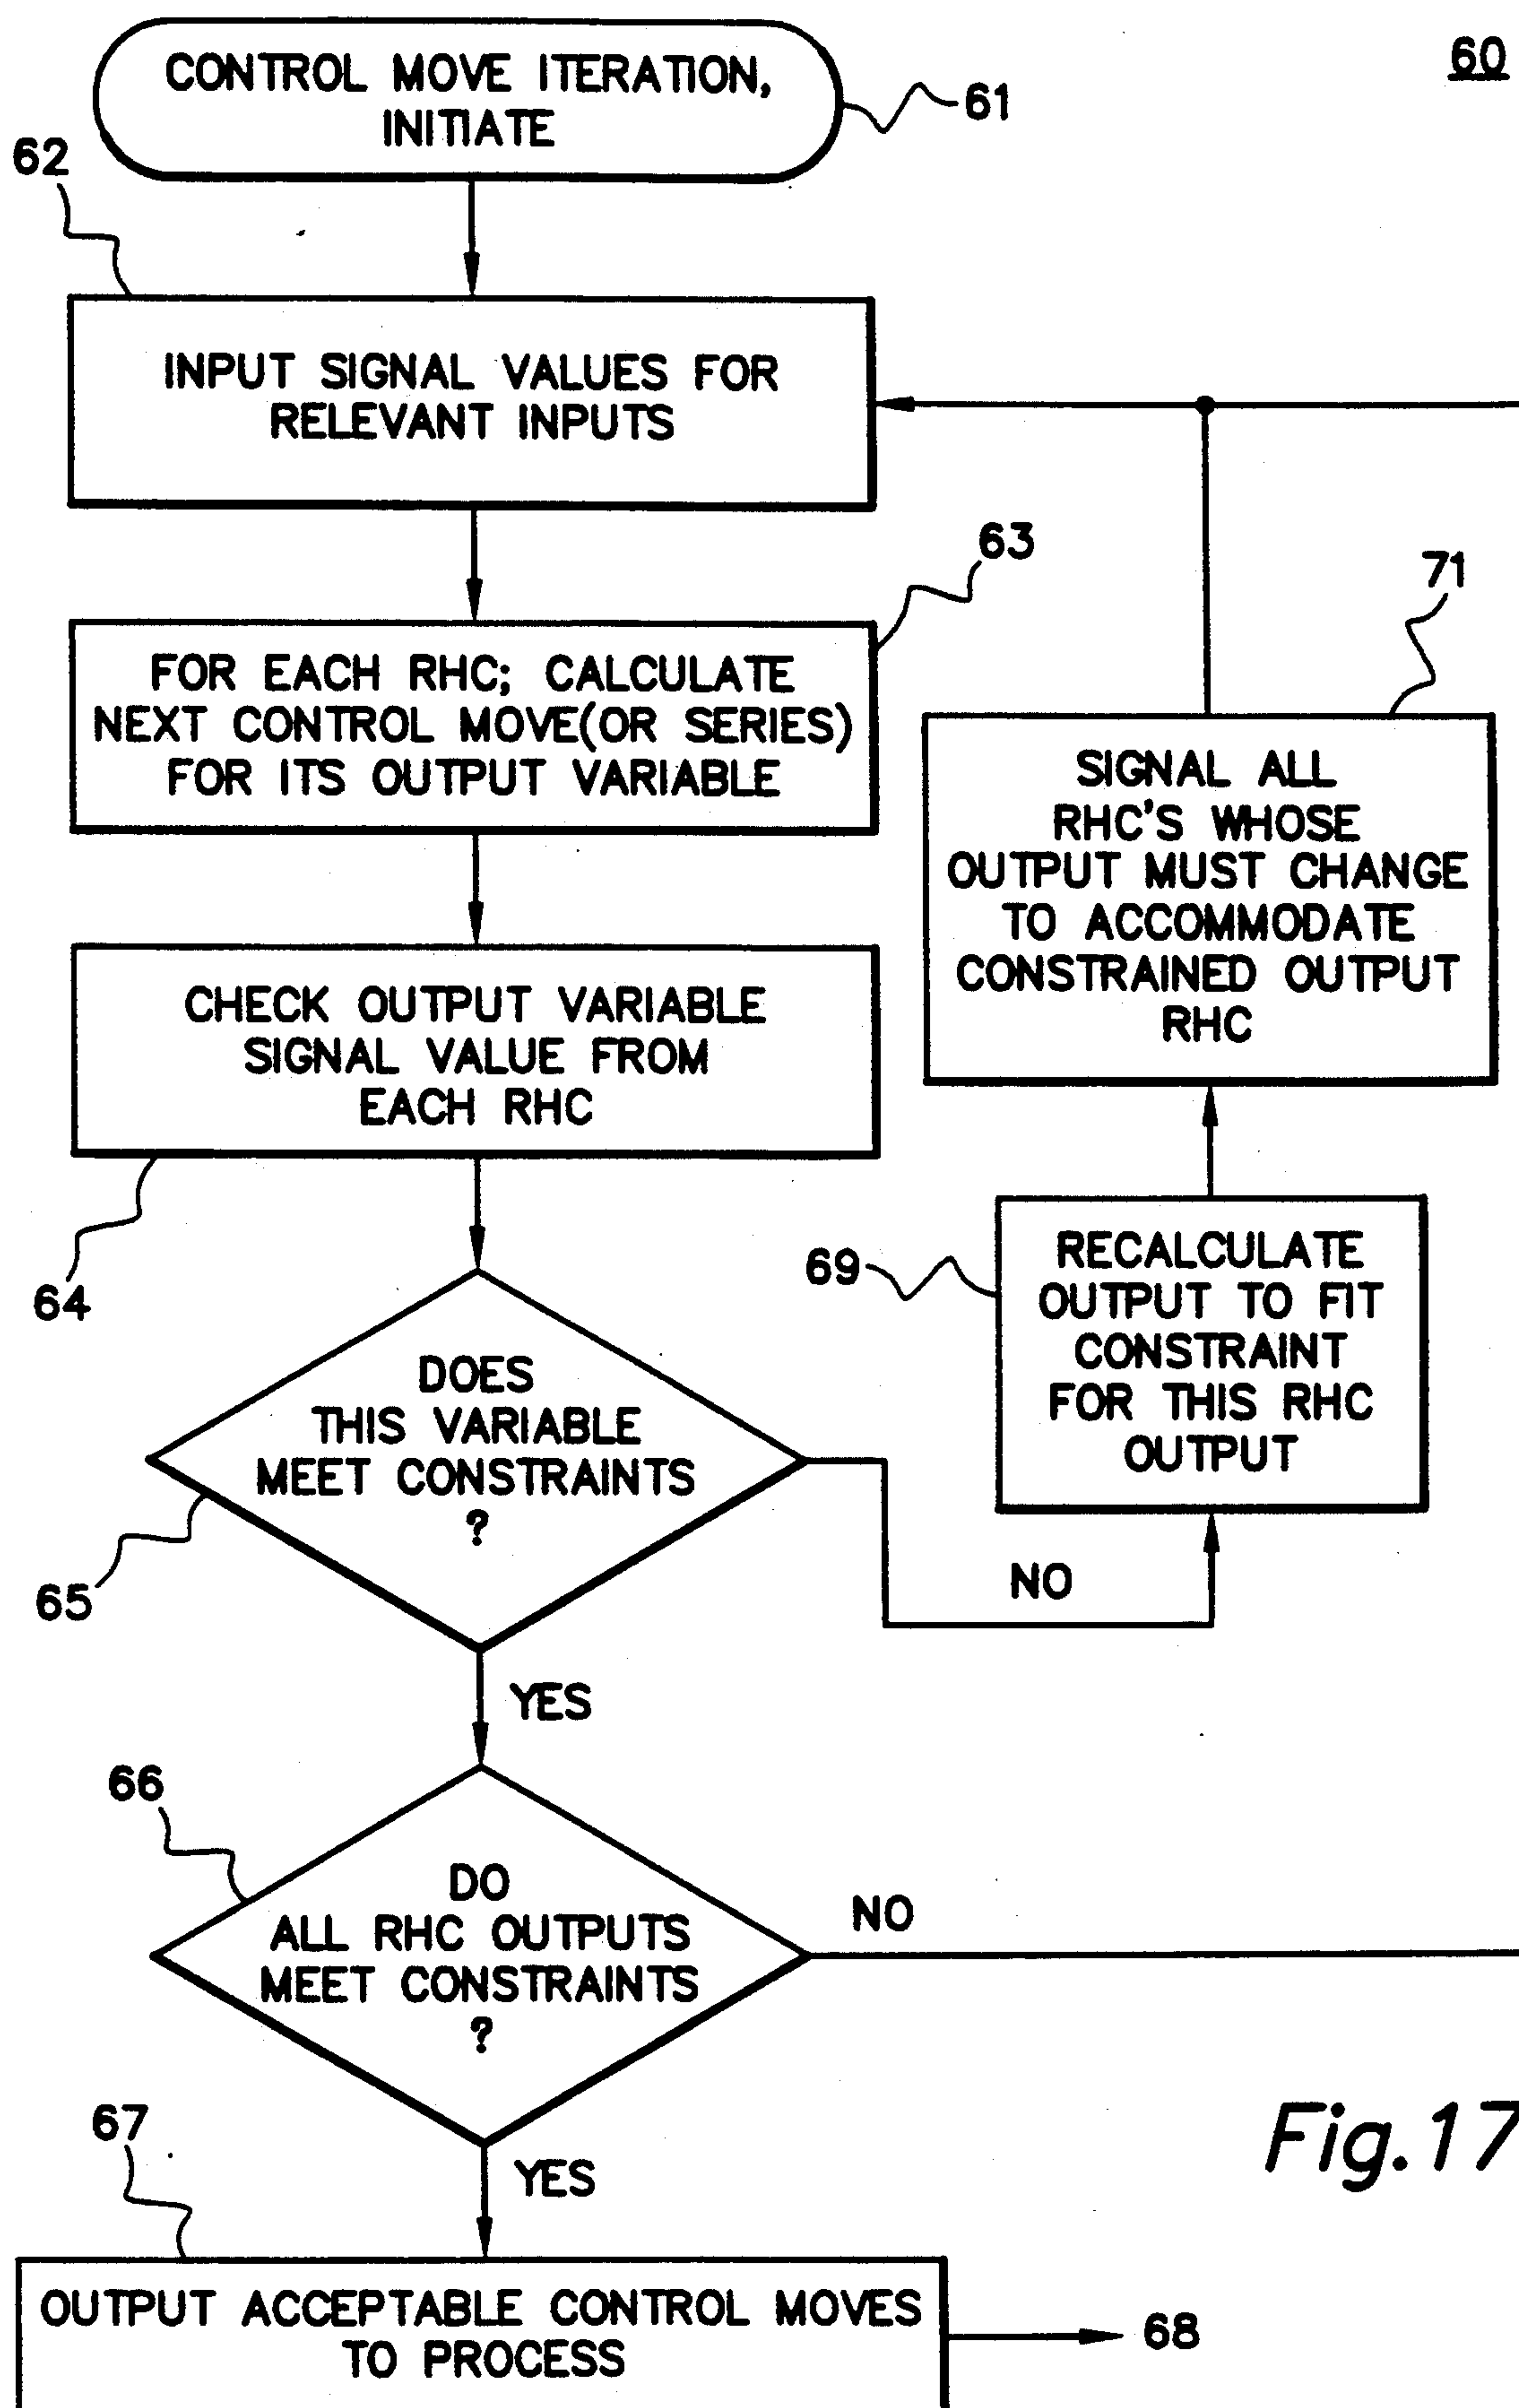 60
CONTROL MOVE ITERATION,
INITIATE
61
62
INPUT SIGNAL VALUES FOR
RELEVANT INPUTS
63
FOR EACH RHC; CALCULATE
NEXT CONTROL MOVE(OR SERIES)
FOR ITS OUTPUT VARIABLE
71
SIGNAL ALL
RHC'S WHOSE
OUTPUT MUST CHANGE
TO ACCOMMODATE
CONSTRAINED OUTPUT
RHC
CHECK OUTPUT VARIABLE
SIGNAL VALUE FROM
EACH RHC
64
69
RECALCULATE
OUTPUT TO FIT
CONSTRAINT
FOR THIS RHC
OUTPUT
DOES
THIS VARIABLE
MEET CONSTRAINTS
?
65
NO
YES
66
DO
ALL RHC OUTPUTS
MEET CONSTRAINTS
?
NO
67
YES
Fig.17
OUTPUT ACCEPTABLE CONTROL MOVES
TO PROCESS
68